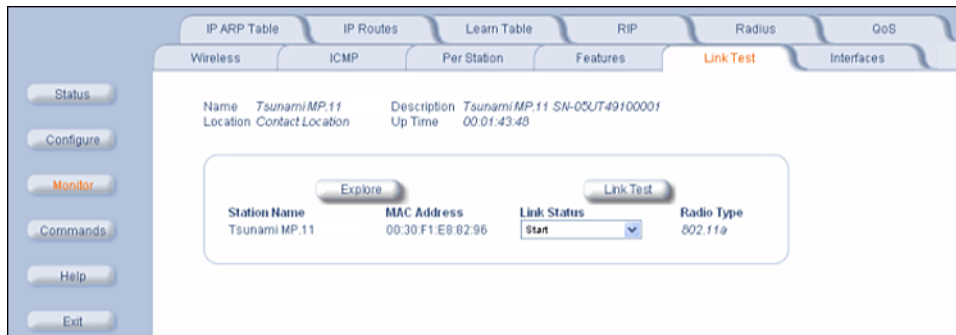 IP ARP Table IP Routes Learn Table RIP Radius QoS
Wireless ICMP Per Station Features Link Test Interfaces
Status
Configure
Monitor
Commands
Help
Exit
Name Tsunami MP.11 Description Tsunami MP.11 SN-05UT49100001
Location Contact Location Up Time 00:01:43:48
Explore Link Test
Station Name MAC Address Link Status Radio Type
Tsunami MP.11 00:30:F1:E8:82:96 Start 802.11a